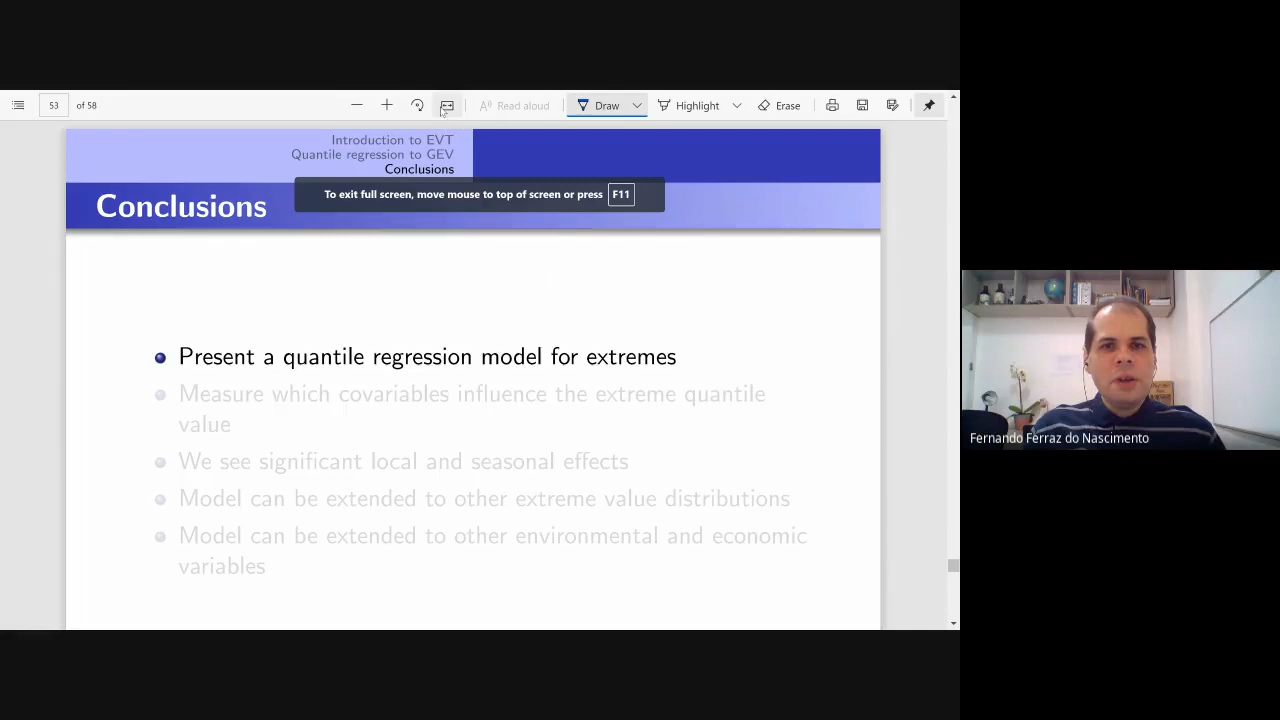 53 of 58
Read aloud
Draw
Highlight
Erase
Introduction to EVT
Quantile regression to GEV
Conclusions
To exit full screen, move mouse to top of screen or press F11
Conclusions
Present a quantile regression model for extremes
Measure which covariables influence the extreme quantile
value
We see significant local and seasonal effects
Model can be extended to other extreme value distributions
Model can be extended to other environmental and economic
variables
Fernando Ferraz do Nascimento